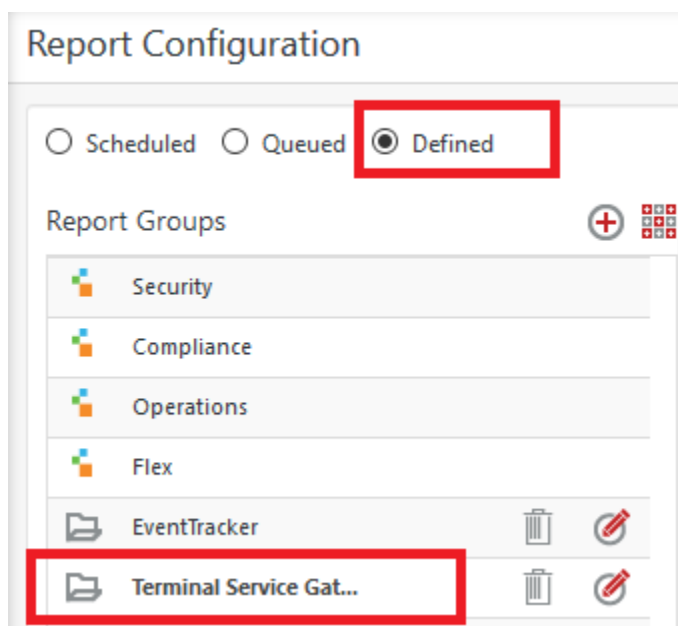 Report Configuration
Scheduled Queued Defined
Report Groups
Security
Compliance
Operations
Flex
EventTracker
Terminal Service Gat...